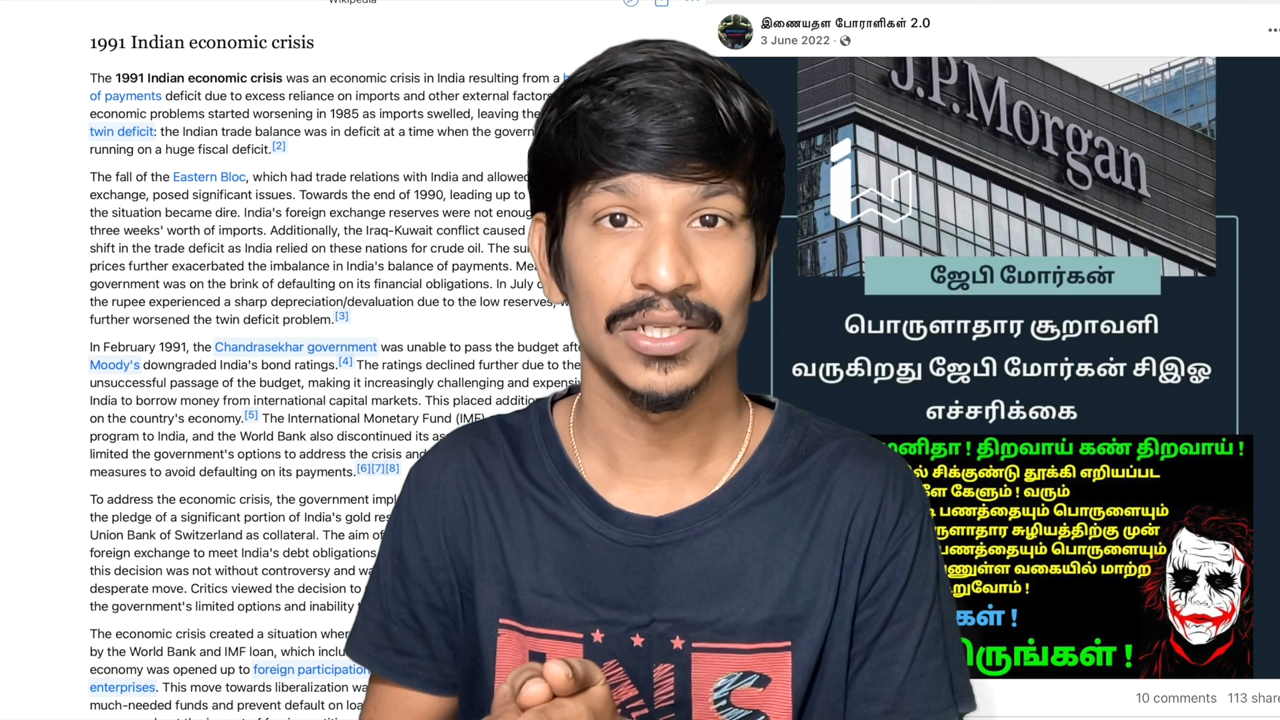 Wikipedia
1991 Indian economic crisis
The 1991 Indian economic crisis was an economic crisis in India resulting from a
of payments deficit due to excess reliance on imports and other external factors
economic problems started worsening in 1985 as imports swelled, leaving the
twin deficit: the Indian trade balance was in deficit at a time when the
running on a huge fiscal deficit.[2]
The fall of the Eastern Bloc, which had trade relations with India and allowed
exchange, posed significant issues. Towards the end of 1990, leading up to
the situation became dire. India's foreign exchange reserves were not
three weeks' worth of imports. Additionally, the Iraq-Kuwait conflict caused
shift in the trade deficit as India relied on these nations for crude oil. The
prices further exacerbated the imbalance in India's balance of payments.
government was on the brink of defaulting on its financial obligations. In July
the rupee experienced a sharp depreciation/devaluation due to the low reserves,
further worsened the twin deficit problem.[3]
In February 1991, the Chandrasekhar government was unable to pass the budget
Moody's downgraded India's bond ratings.[4] The ratings declined further due to the
unsuccessful passage of the budget, making it increasingly challenging and
India to borrow money from international capital markets. This placed
on the country's economy.[5] The International Monetary Fund (IMF)
program to India, and the World Bank also discontinued its
limited the government's options to address the crisis and
measures to avoid defaulting on its payments.[6][7][8]
To address the economic crisis, the government
the pledge of a significant portion of India's gold
Union Bank of Switzerland as collateral. The aim of
foreign exchange to meet India's debt obligations
this decision was not without controversy and
desperate move. Critics viewed the decision to
the government's limited options and inability
The economic crisis created a situation
by the World Bank and IMF loan, which
economy was opened up to foreign participation
enterprises. This move towards liberalization
much-needed funds and prevent default on
இணையதள போராளிகள் 2.0
3 June 2022 ·
J.P.Morgan
ஜேபி மோர்கன்
பொருளாதார சூறாவளி
வருகிறது ஜேபி மோர்கன் சிஇஓ
எச்சரிக்கை
! திறவாய் கண் திறவாய் !
சிக்குண்டு தூக்கி எறியப்பட
கேளும் ! வரும்
பணத்தையும் பொருளையும்
சுழியத்திற்கு முன்
பணத்தையும் பொருளையும்
வகையில் மாற்ற
!
!
!
10 comments 113